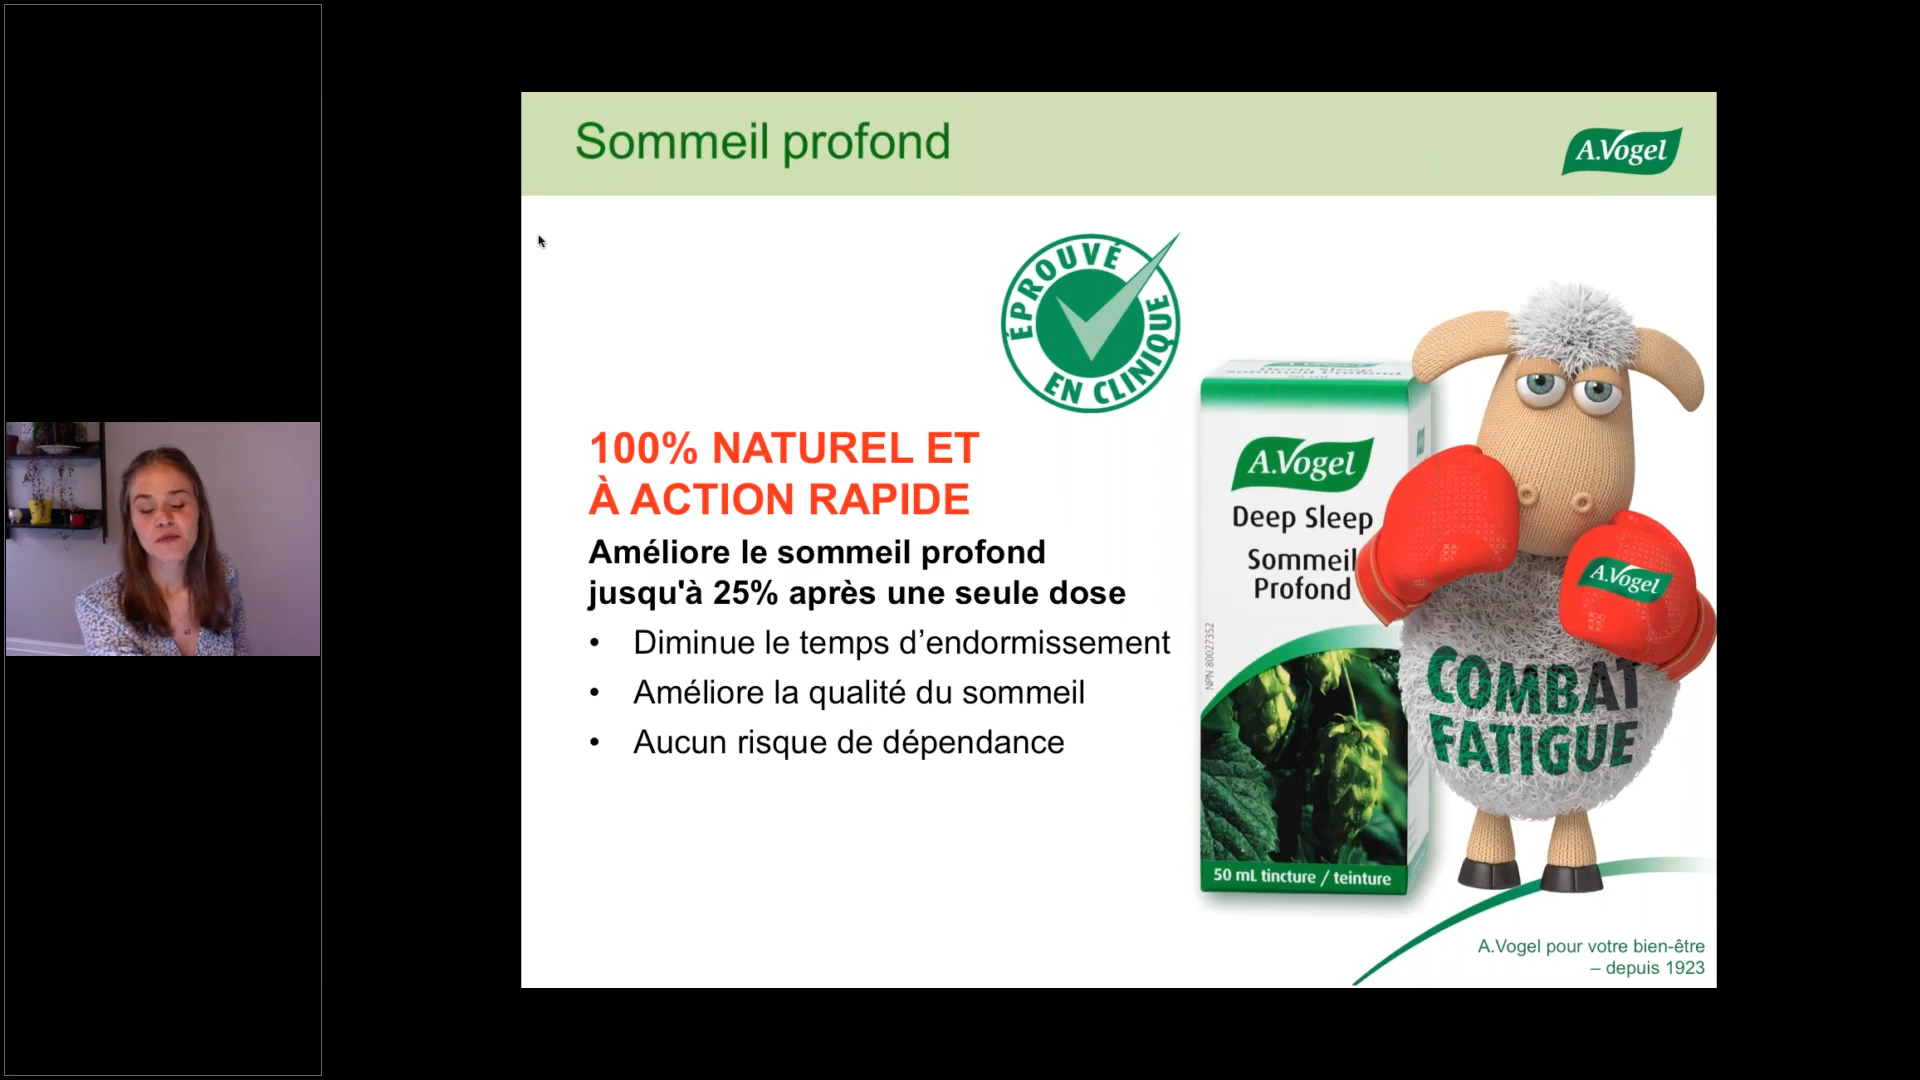 Sommeil profond
A.Vogel
ÉPROUVÉ
EN CLINIQUE
100% NATUREL ET
À ACTION RAPIDE
Améliore le sommeil profond
jusqu'à 25% après une seule dose
• Diminue le temps d’endormissement
• Améliore la qualité du sommeil
• Aucun risque de dépendance
A.Vogel
Deep Sleep
Sommeil
Profond
NPN 80027352
50 mL tincture / teinture
A.Vogel
COMBAT
FATIGUE
A.Vogel pour votre bien-être
– depuis 1923